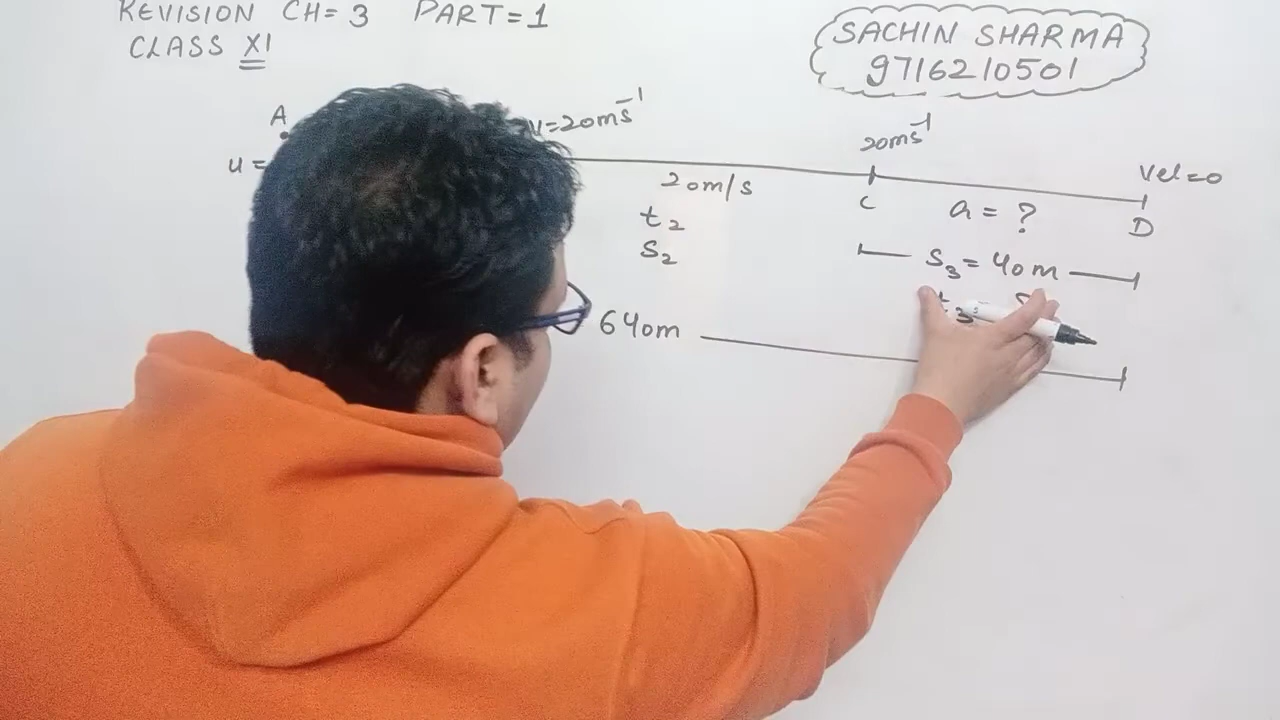 REVISION CH=3 PART=1
CLASS XI
SACHIN SHARMA
9716210501
A
u=20ms⁻¹
20ms⁻¹
Vel=0
u=
20m/s
C
a=?
D
t₂
S₂
S₃=40m
t₃
640m